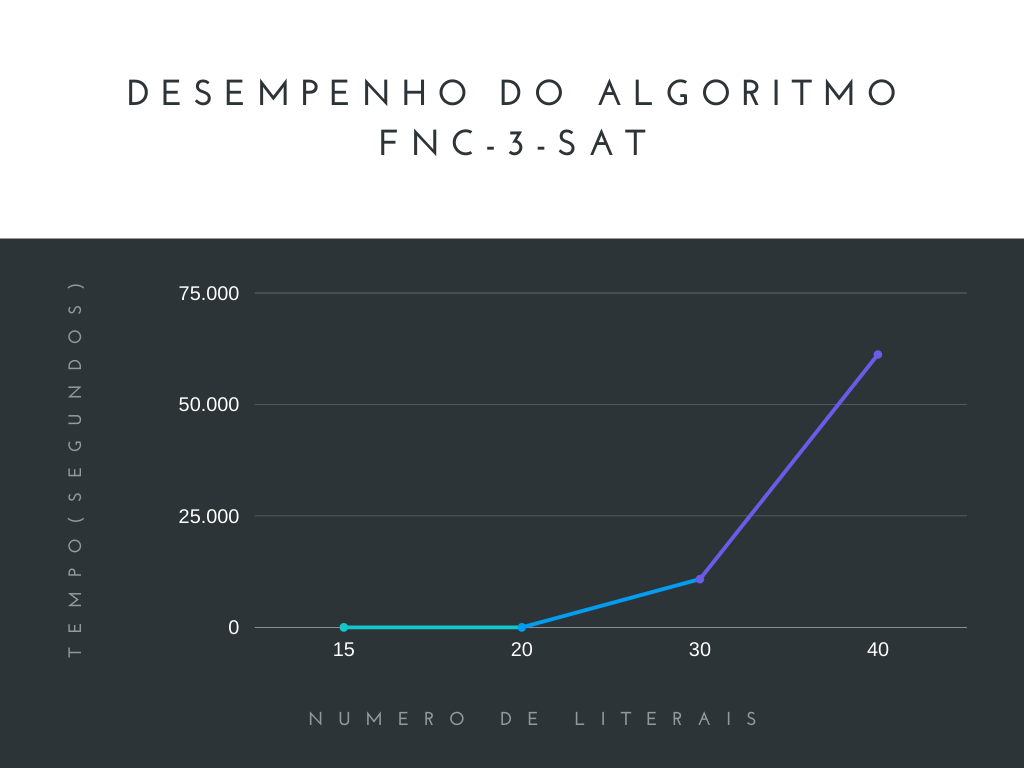 DESEMPENHO DO ALGORITMO
FNC-3-SAT
TEMPO(SEGUNDOS)
75.000
50.000
25.000
0
15 20 30 40
NUMERO DE LITERAIS